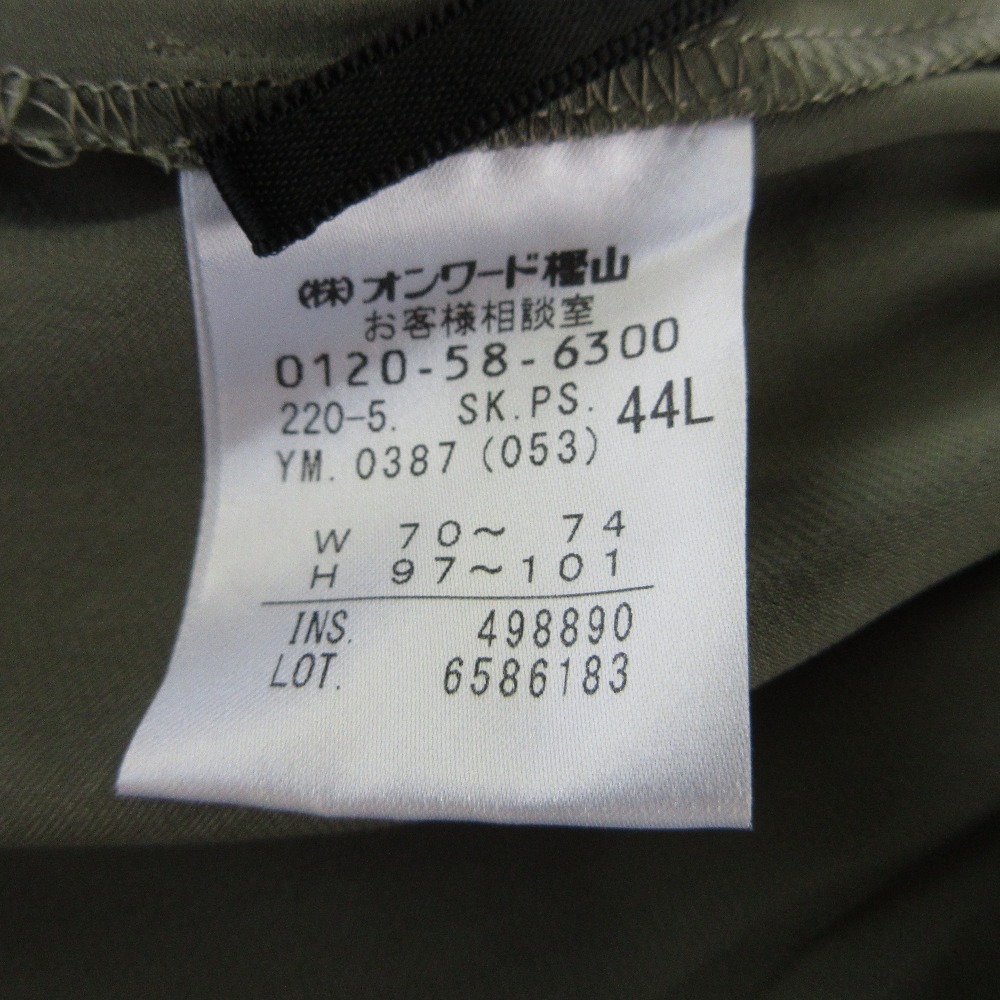 (株)オンワード樫山
お客様相談室
0120-58-6300
220-5. SK.PS. 44L
YM. 0387 (053)
W 70～ 74
H 97～101
INS. 498890
LOT. 6586183